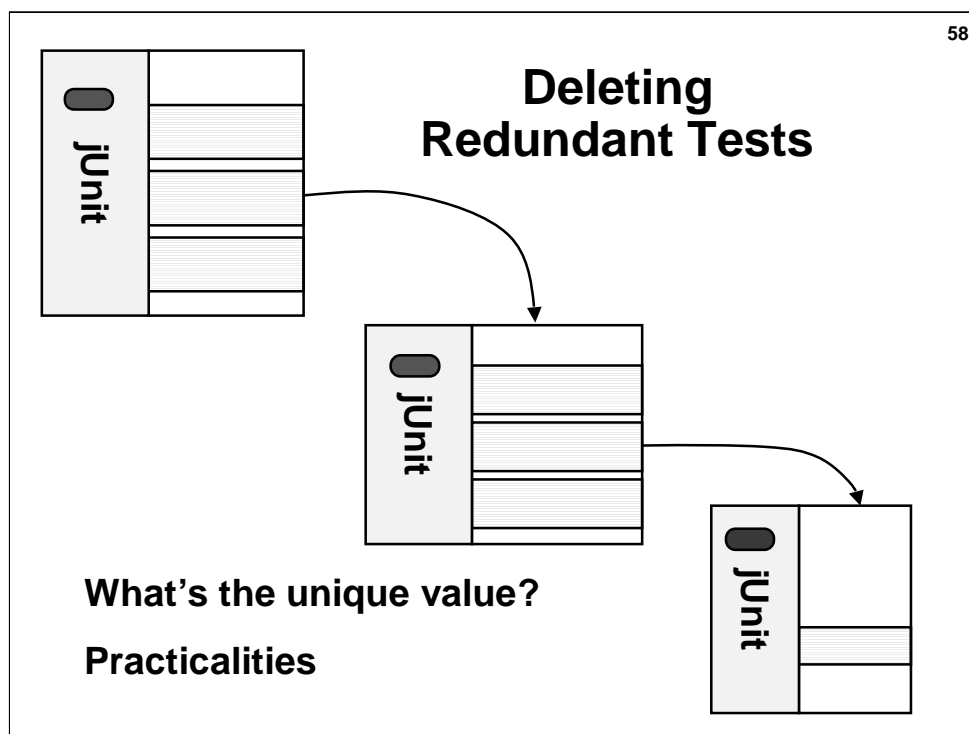 58
Deleting
Redundant Tests
jUnit
jUnit
jUnit
What's the unique value?
Practicalities